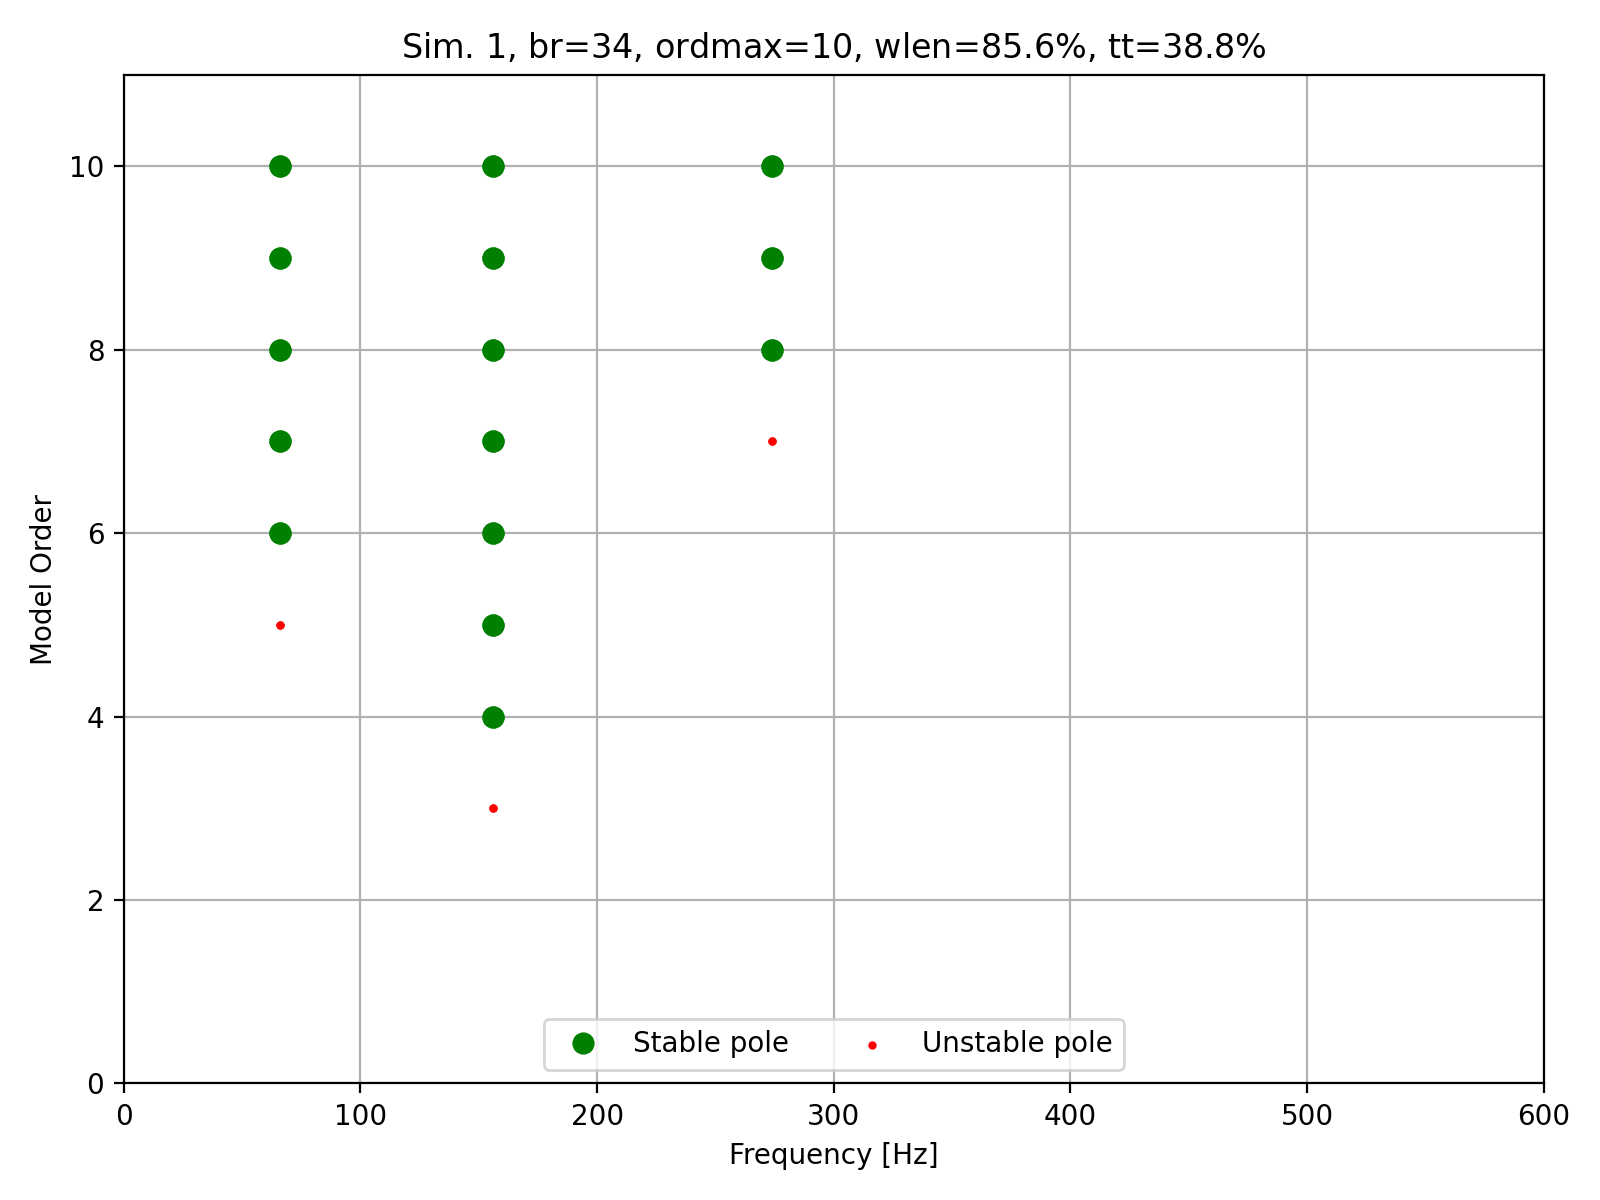 Sim. 1, br=34, ordmax=10, wlen=85.6%, tt=38.8%
10
8
6
4
2
0
Model Order
Stable pole
Unstable pole
0
100
200
300
400
500
600
Frequency [Hz]